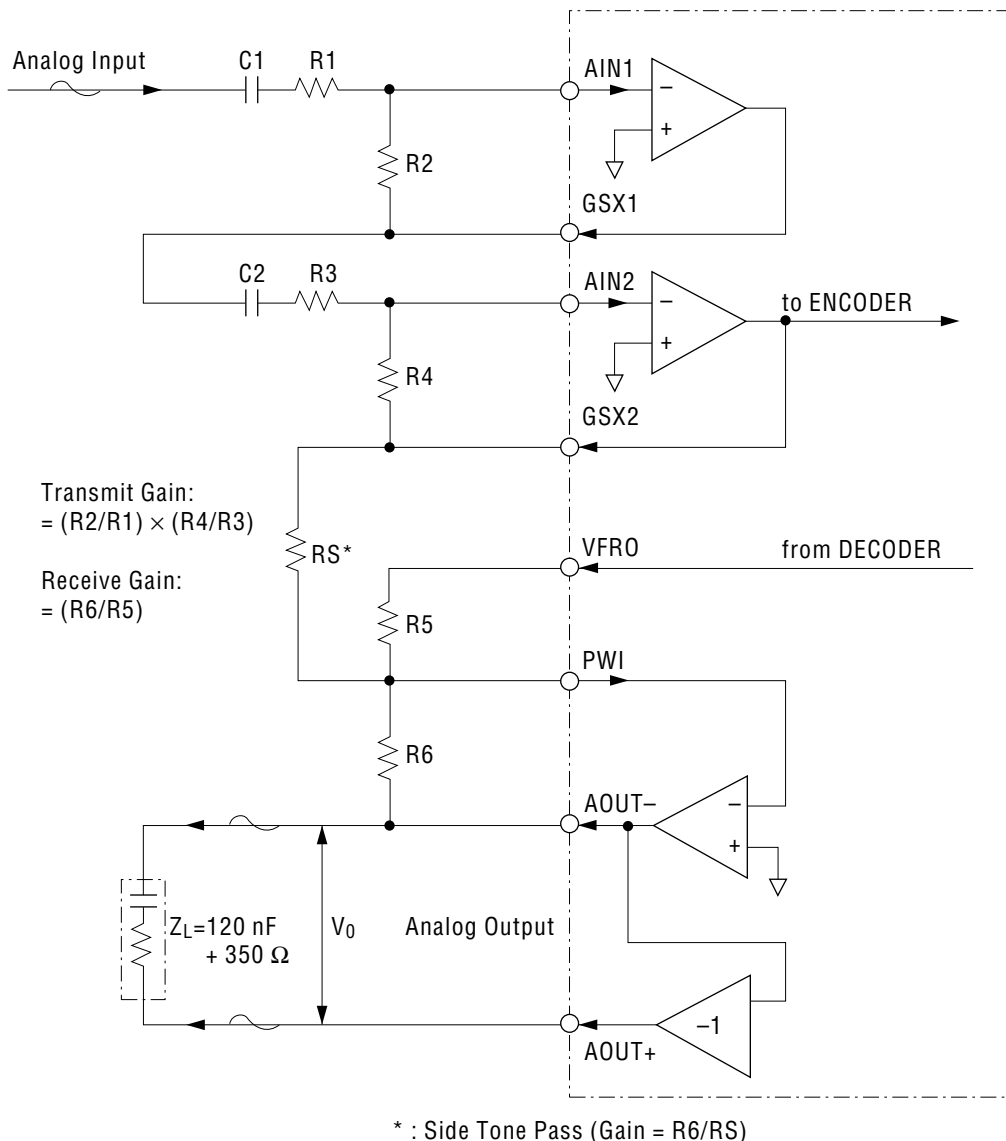 Analog Input
C1
R1
AIN1
−
+
R2
GSX1
C2
R3
AIN2
−
+
to ENCODER
R4
GSX2
Transmit Gain:
= (R2/R1) × (R4/R3)
RS*
VFRO
from DECODER
Receive Gain:
= (R6/R5)
R5
PWI
R6
AOUT−
−
+
ZL=120 nF
+ 350 Ω
V0
Analog Output
−1
AOUT+
* : Side Tone Pass (Gain = R6/RS)